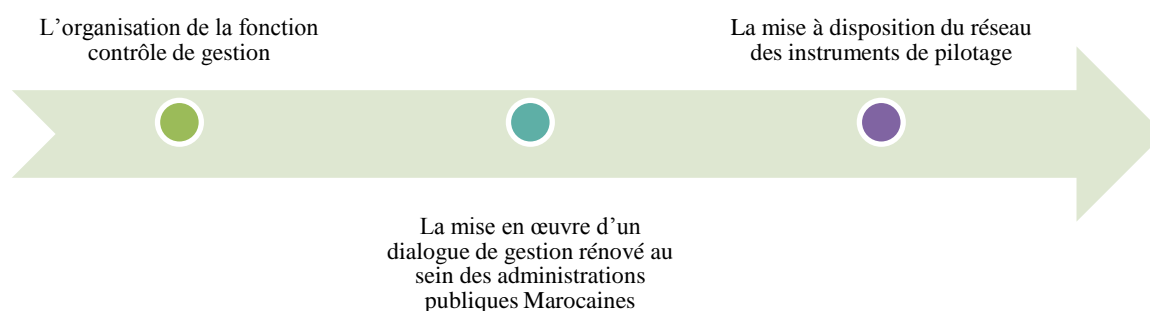 L’organisation de la fonction
contrôle de gestion
La mise en œuvre d’un
dialogue de gestion rénové au
sein des administrations
publiques Marocaines
La mise à disposition du réseau
des instruments de pilotage